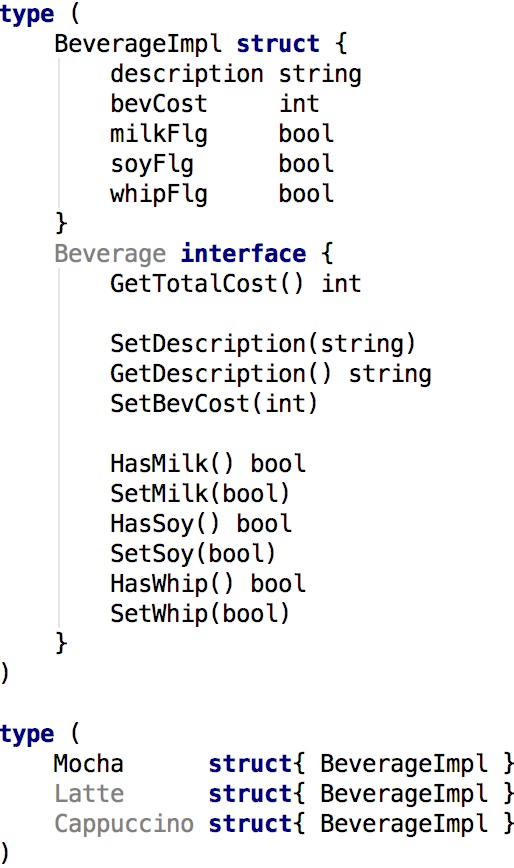 type (
    BeverageImpl struct {
        description string
        bevCost     int
        milkFlg     bool
        soyFlg      bool
        whipFlg     bool
    }
    Beverage interface {
        GetTotalCost() int

        SetDescription(string)
        GetDescription() string
        SetBevCost(int)

        HasMilk() bool
        SetMilk(bool)
        HasSoy() bool
        SetSoy(bool)
        HasWhip() bool
        SetWhip(bool)
    }
)

type (
    Mocha      struct{ BeverageImpl }
    Latte      struct{ BeverageImpl }
    Cappuccino struct{ BeverageImpl }
)